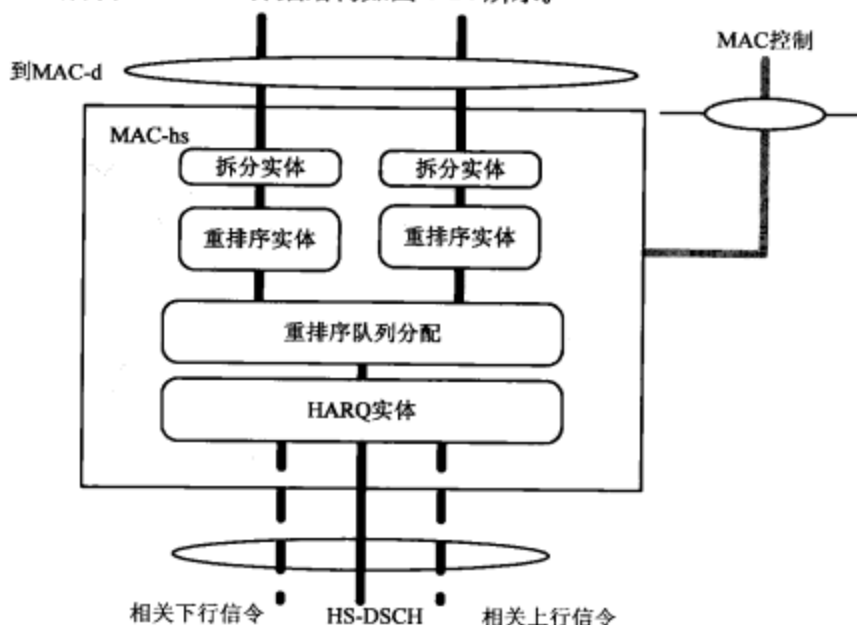 MAC控制
到MAC-d
MAC-hs
拆分实体
拆分实体
重排序实体
重排序实体
重排序队列分配
HARQ实体
相关下行信令
HS-DSCH
相关上行信令